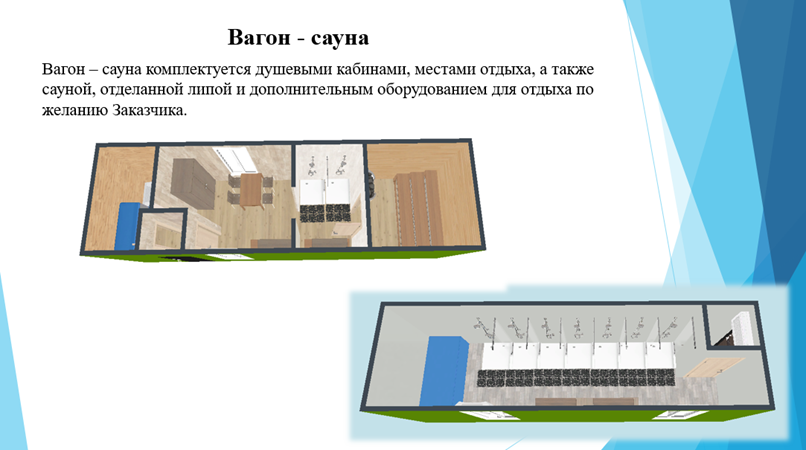 Вагон - сауна
Вагон – сауна комплектуется душевыми кабинами, местами отдыха, а также
сауной, отделанной липой и дополнительным оборудованием для отдыха по
желанию Заказчика.